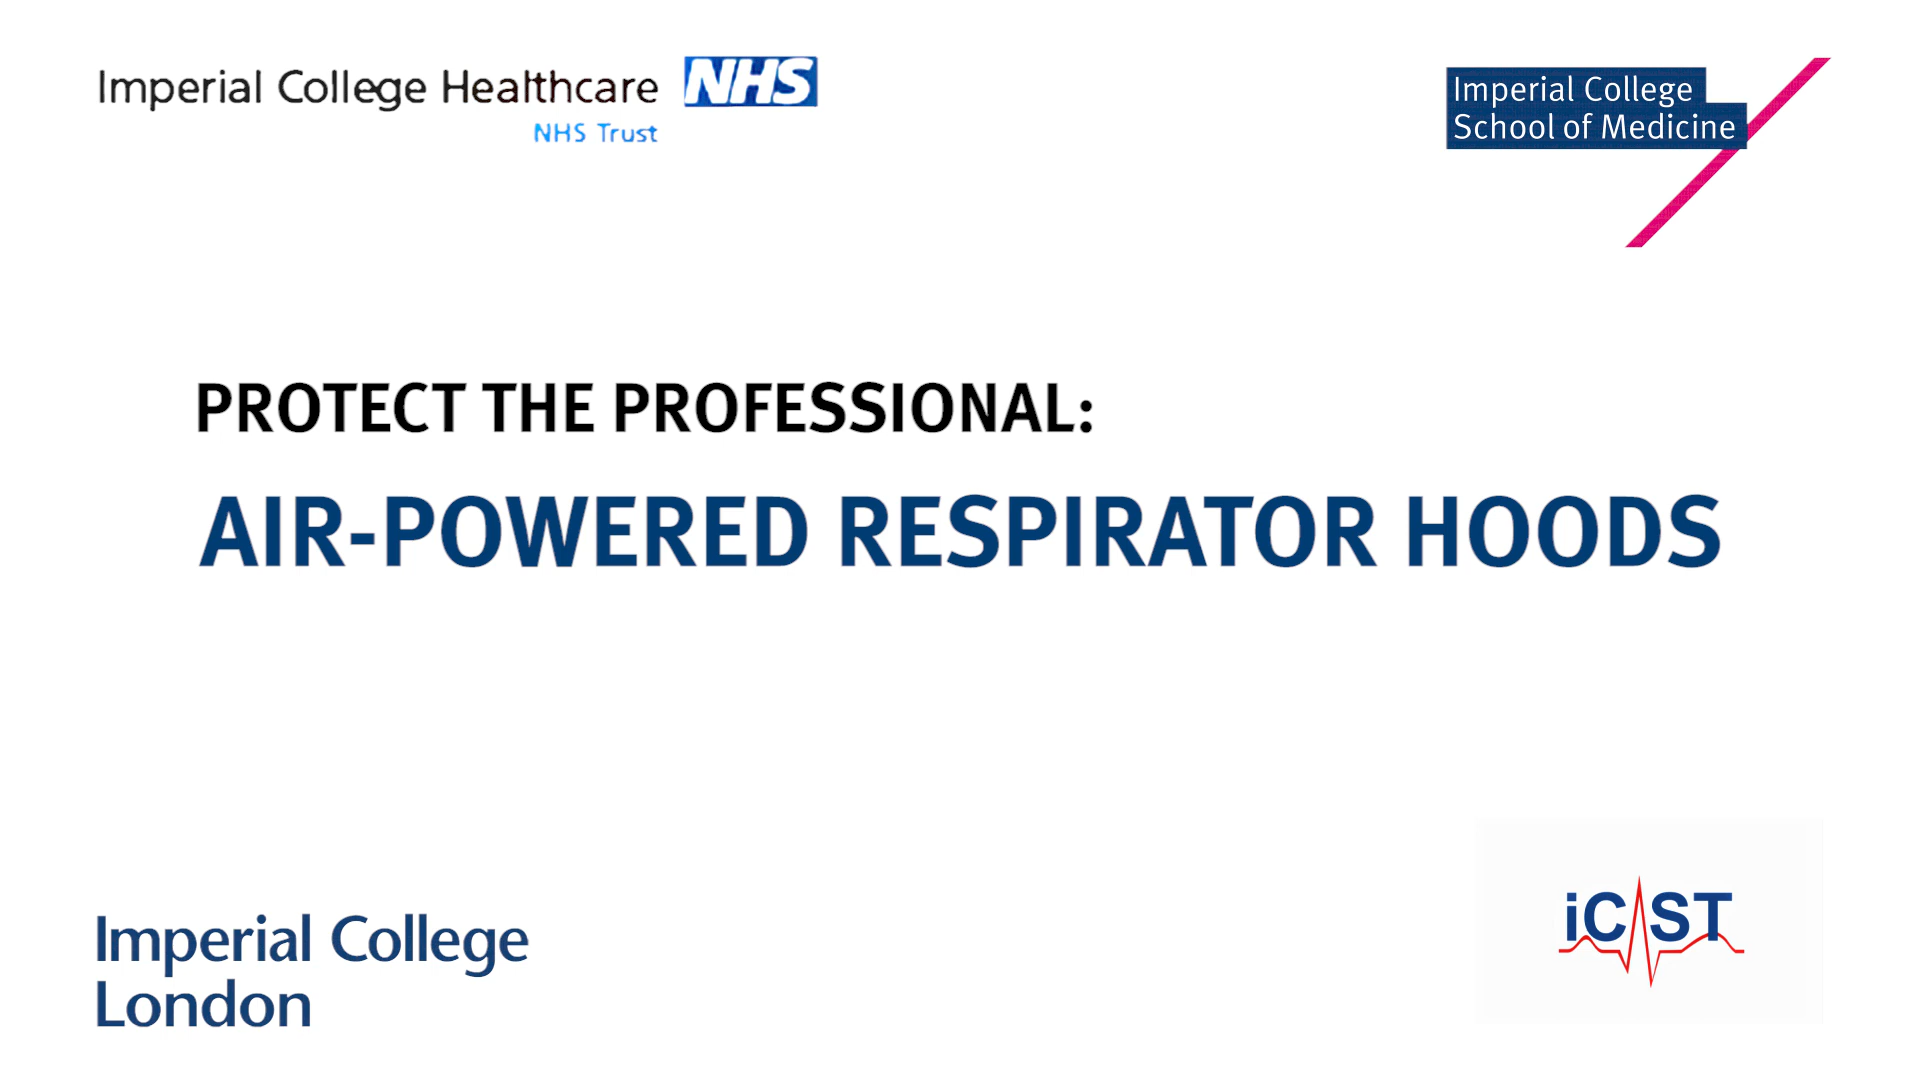 Imperial College Healthcare NHS
NHS Trust
Imperial College
School of Medicine
PROTECT THE PROFESSIONAL:
AIR-POWERED RESPIRATOR HOODS
Imperial College
London
iCST